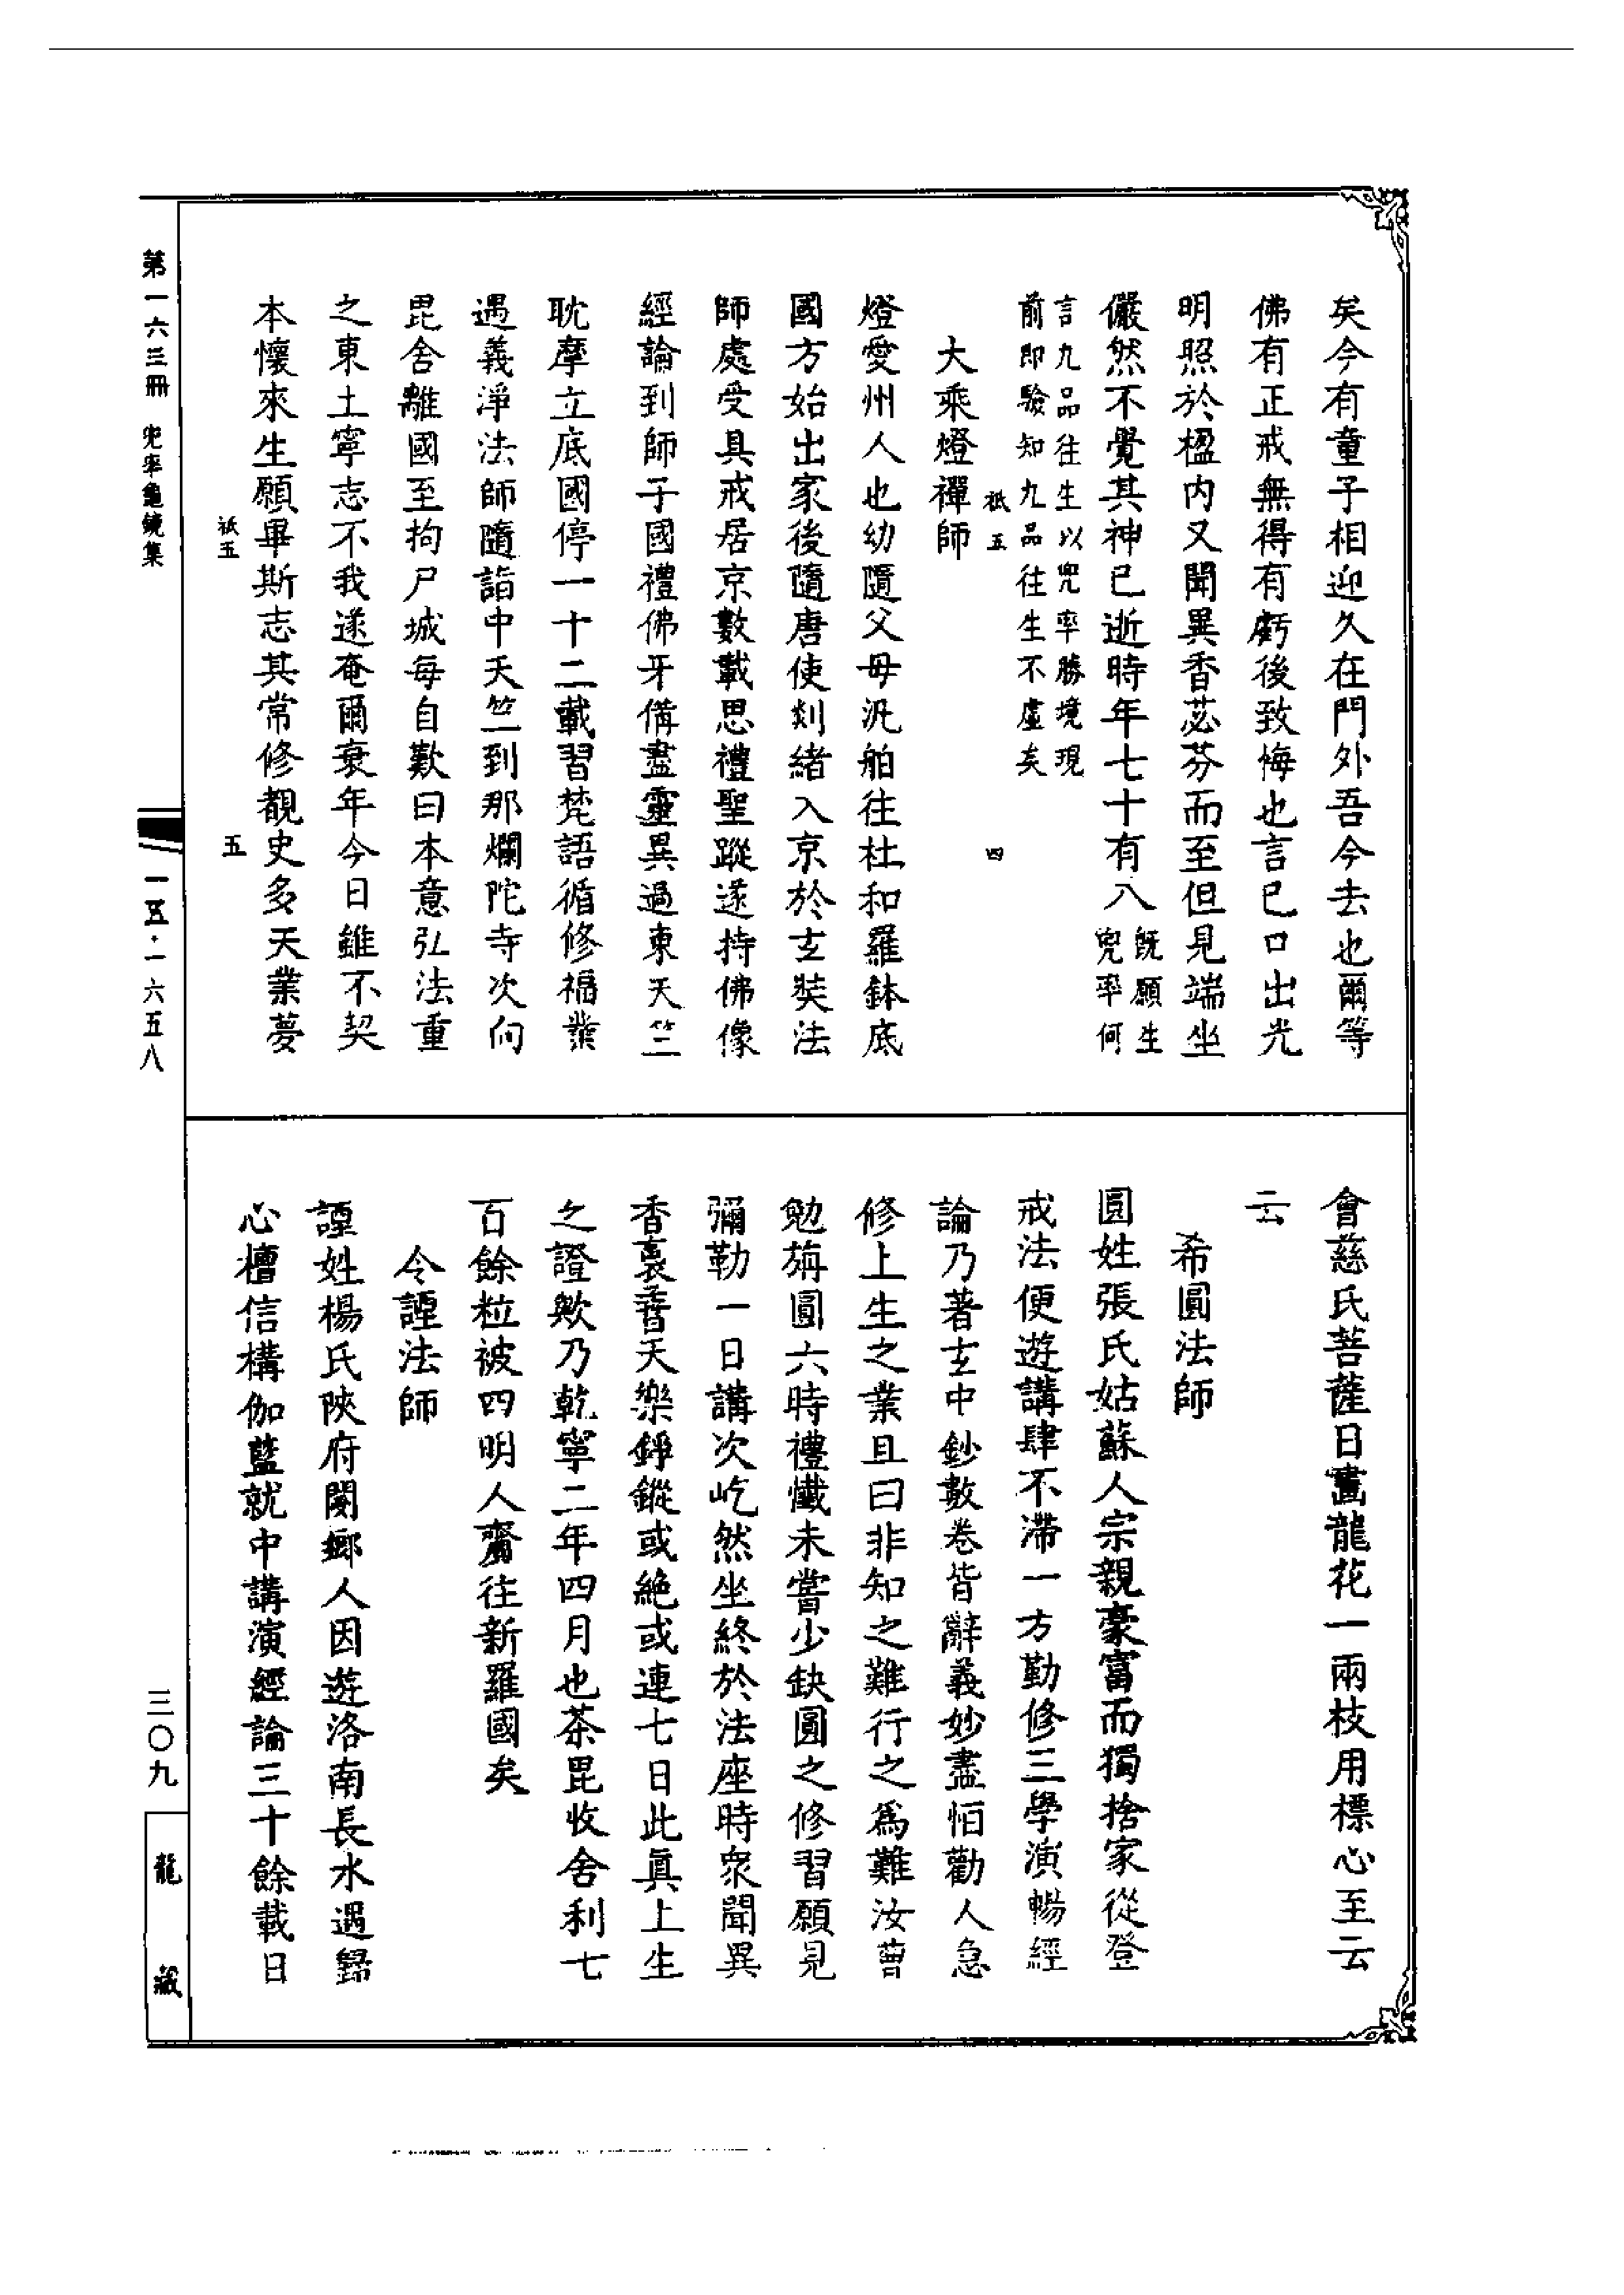 矣今有童子相迎久在門外吾今去也爾等
佛有正戒無得有虧後致悔也言已口出光
明照於楹内又聞異香苾芬而至但見端坐
儼然不覺其神已逝時年七十有八既願生兜率何
言九品往生以兜率勝境現
前即驗知九品往生不虛矣
祇五 四
大乘燈禪師
燈愛州人也幼隨父母汎舶往杜和羅鉢底
國方始出家後隨唐使剡緒入京於玄奘法
師處受具戒居京數載思禮聖蹤遂持佛像
經論到師子國禮佛牙備盡靈異過東天竺
耽摩立底國停一十二載習梵語循修福業
遇義淨法師隨詣中天竺到那爛陀寺次向
毘舍離國至拘尸城每自歎曰本意弘法重
之東土寧志不我遂奄爾衰年今日雖不契
本懷來生願畢斯志其常修覩史多天業夢
祇五 五
會慈氏菩薩日畫龍花一兩枝用標心至云
云
希圓法師
圓姓張氏姑蘇人宗親豪富而獨捨家從登
戒法便遊講肆不滯一方勤修三學演暢經
論乃著玄中鈔數卷皆辭義妙盡怕勸人急
修上生之業且曰非知之難行之爲難汝曹
勉旃圓六時禮懺未嘗少缺圓之修習願見
彌勒一日講次屹然坐終於法座時衆聞異
香裛沓天樂錚鏦或絕或連七日此真上生
之證歟乃乾寧二年四月也茶毘收舍利七
百餘粒被四明人齎往新羅國矣
令諲法師
諲姓楊氏陝府閿鄉人因遊洛南長水遇歸
心檀信構伽藍就中講演經論三十餘載日
第一六三冊 兜率龜鏡集
一五·一六五八
三〇九
龍藏